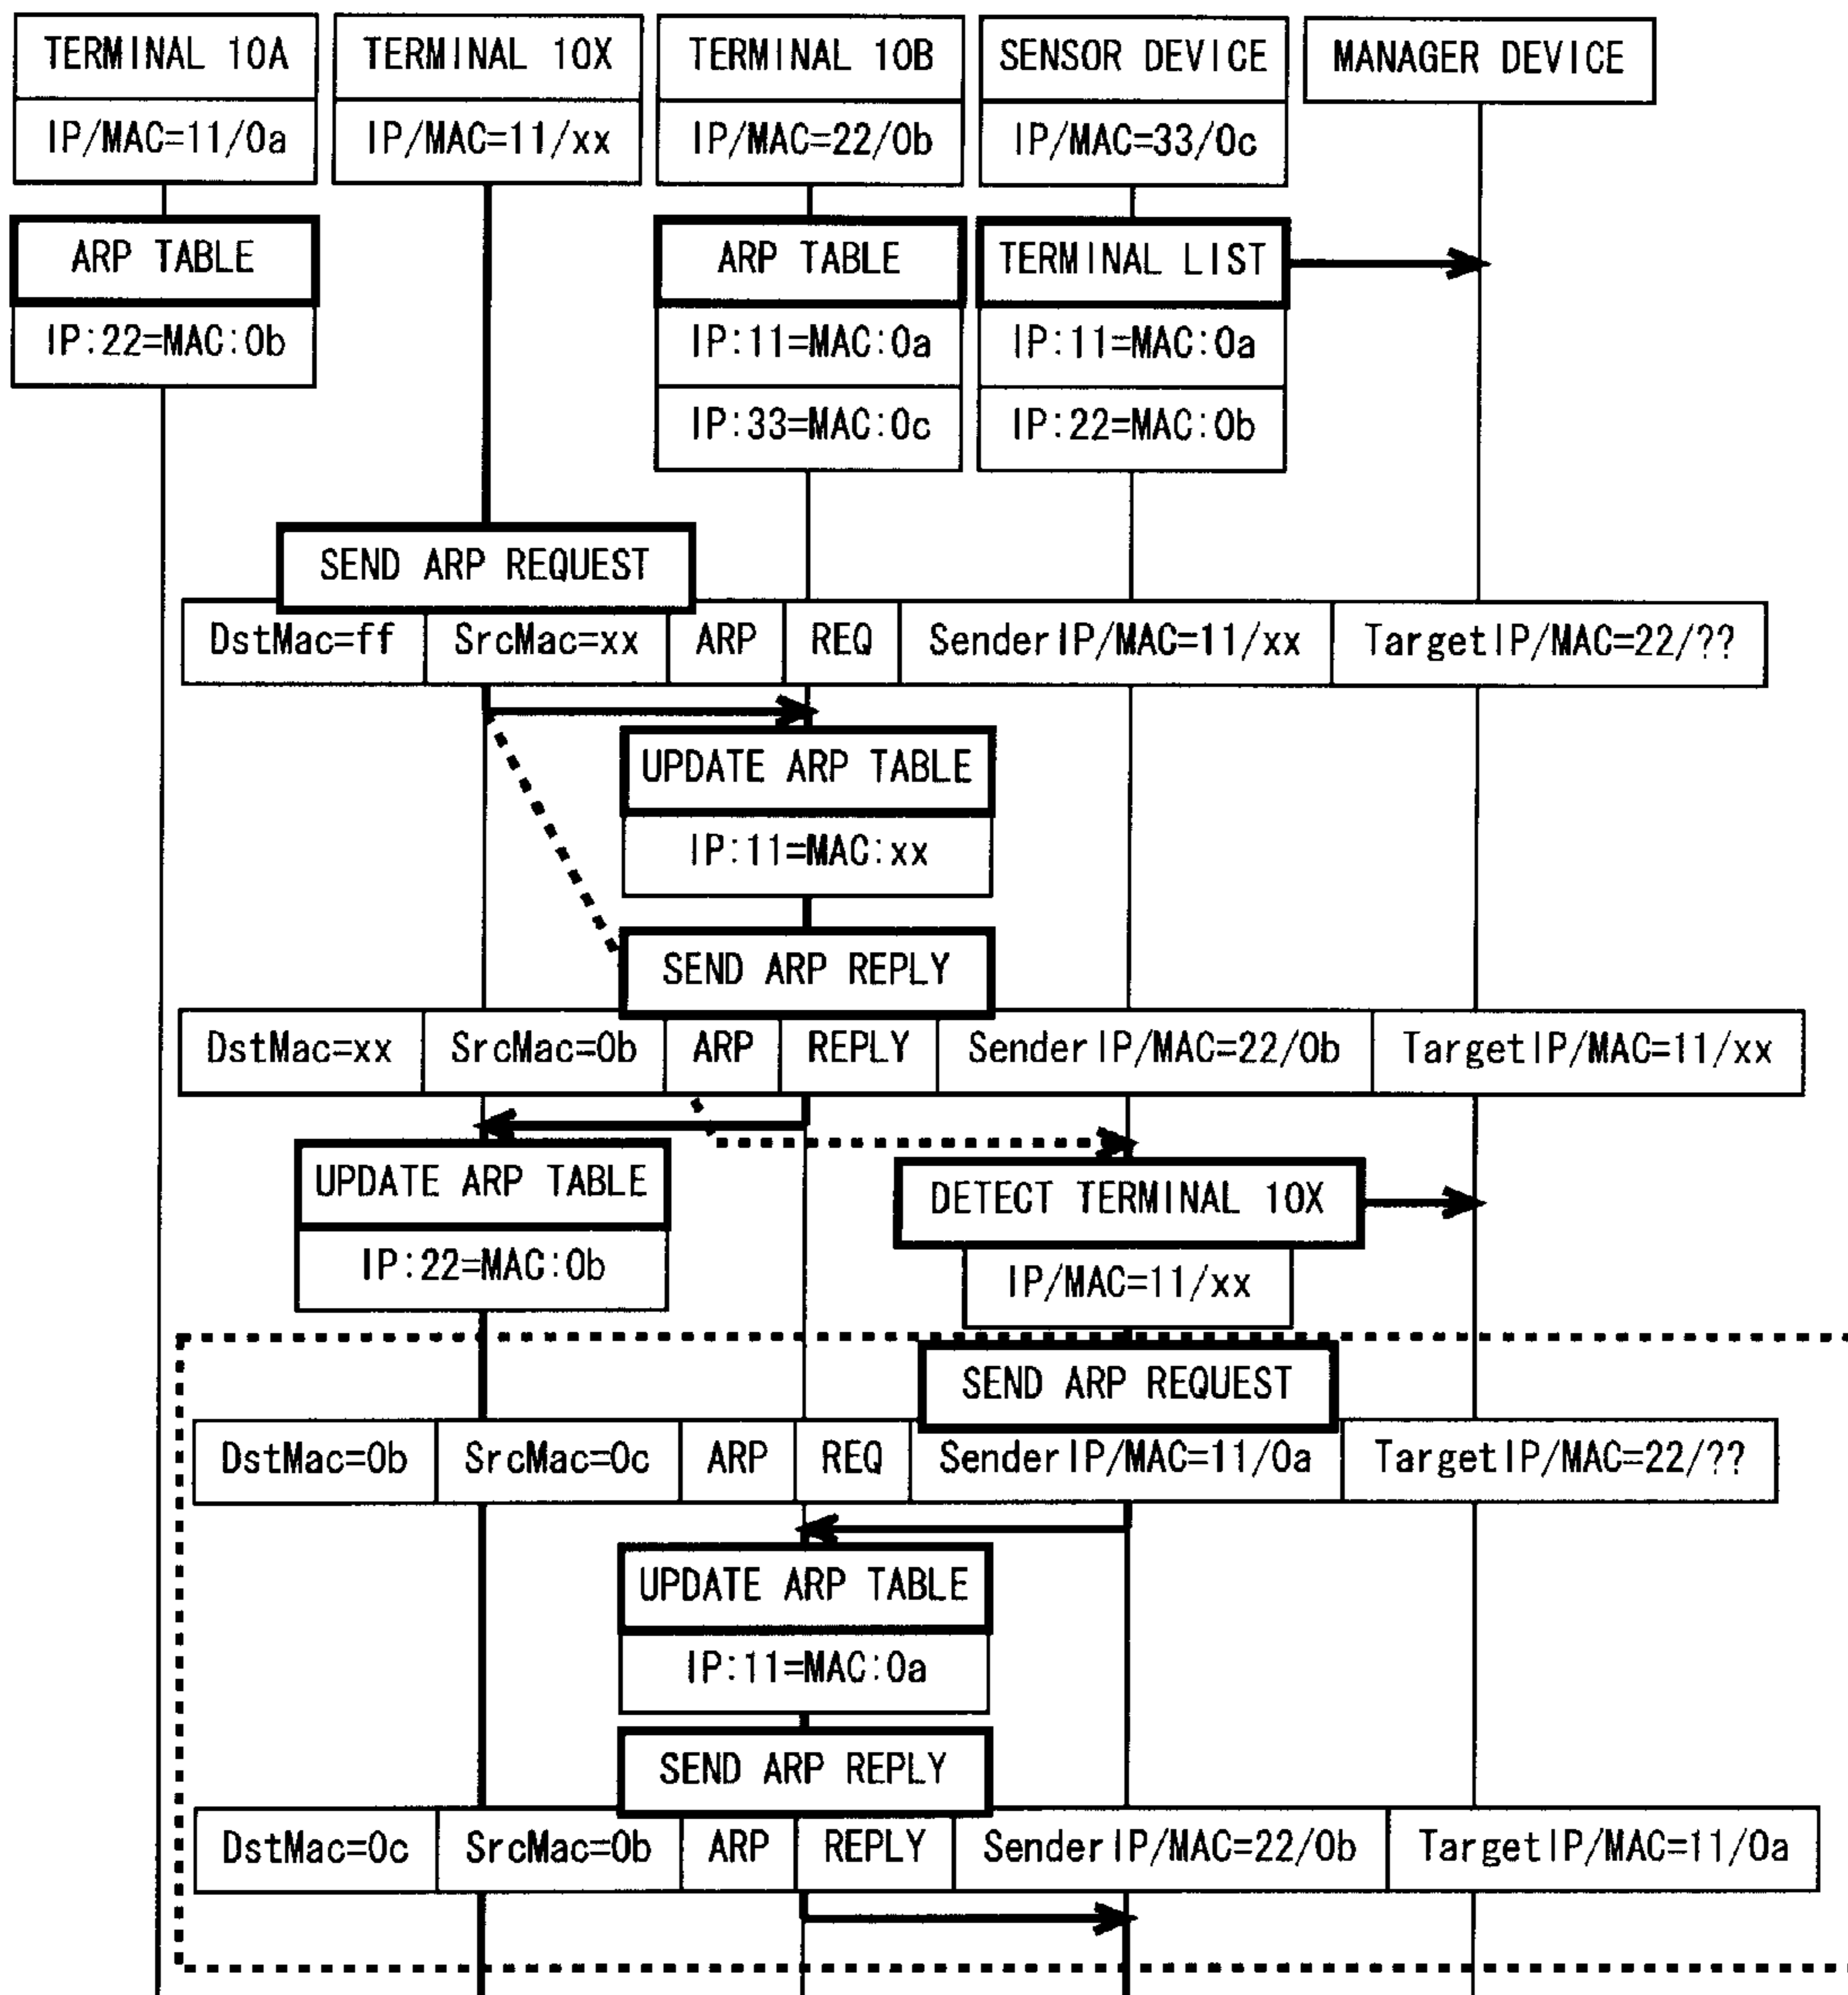 TERMINAL 10A
TERMINAL 10X
TERMINAL 10B
SENSOR DEVICE
MANAGER DEVICE
IP/MAC=11/0a
IP/MAC=11/xx
IP/MAC=22/0b
IP/MAC=33/0c
ARP TABLE
ARP TABLE
TERMINAL LIST
IP:22=MAC:0b
IP:11=MAC:0a
IP:11=MAC:0a
IP:33=MAC:0c
IP:22=MAC:0b
SEND ARP REQUEST
DstMac=ff
SrcMac=xx
ARP
REQ
SenderIP/MAC=11/xx
TargetIP/MAC=22/??
UPDATE ARP TABLE
IP:11=MAC:xx
SEND ARP REPLY
DstMac=xx
SrcMac=0b
ARP
REPLY
SenderIP/MAC=22/0b
TargetIP/MAC=11/xx
UPDATE ARP TABLE
DETECT TERMINAL 10X
IP:22=MAC:0b
IP/MAC=11/xx
SEND ARP REQUEST
DstMac=0b
SrcMac=0c
ARP
REQ
SenderIP/MAC=11/0a
TargetIP/MAC=22/??
UPDATE ARP TABLE
IP:11=MAC:0a
SEND ARP REPLY
DstMac=0c
SrcMac=0b
ARP
REPLY
SenderIP/MAC=22/0b
TargetIP/MAC=11/0a